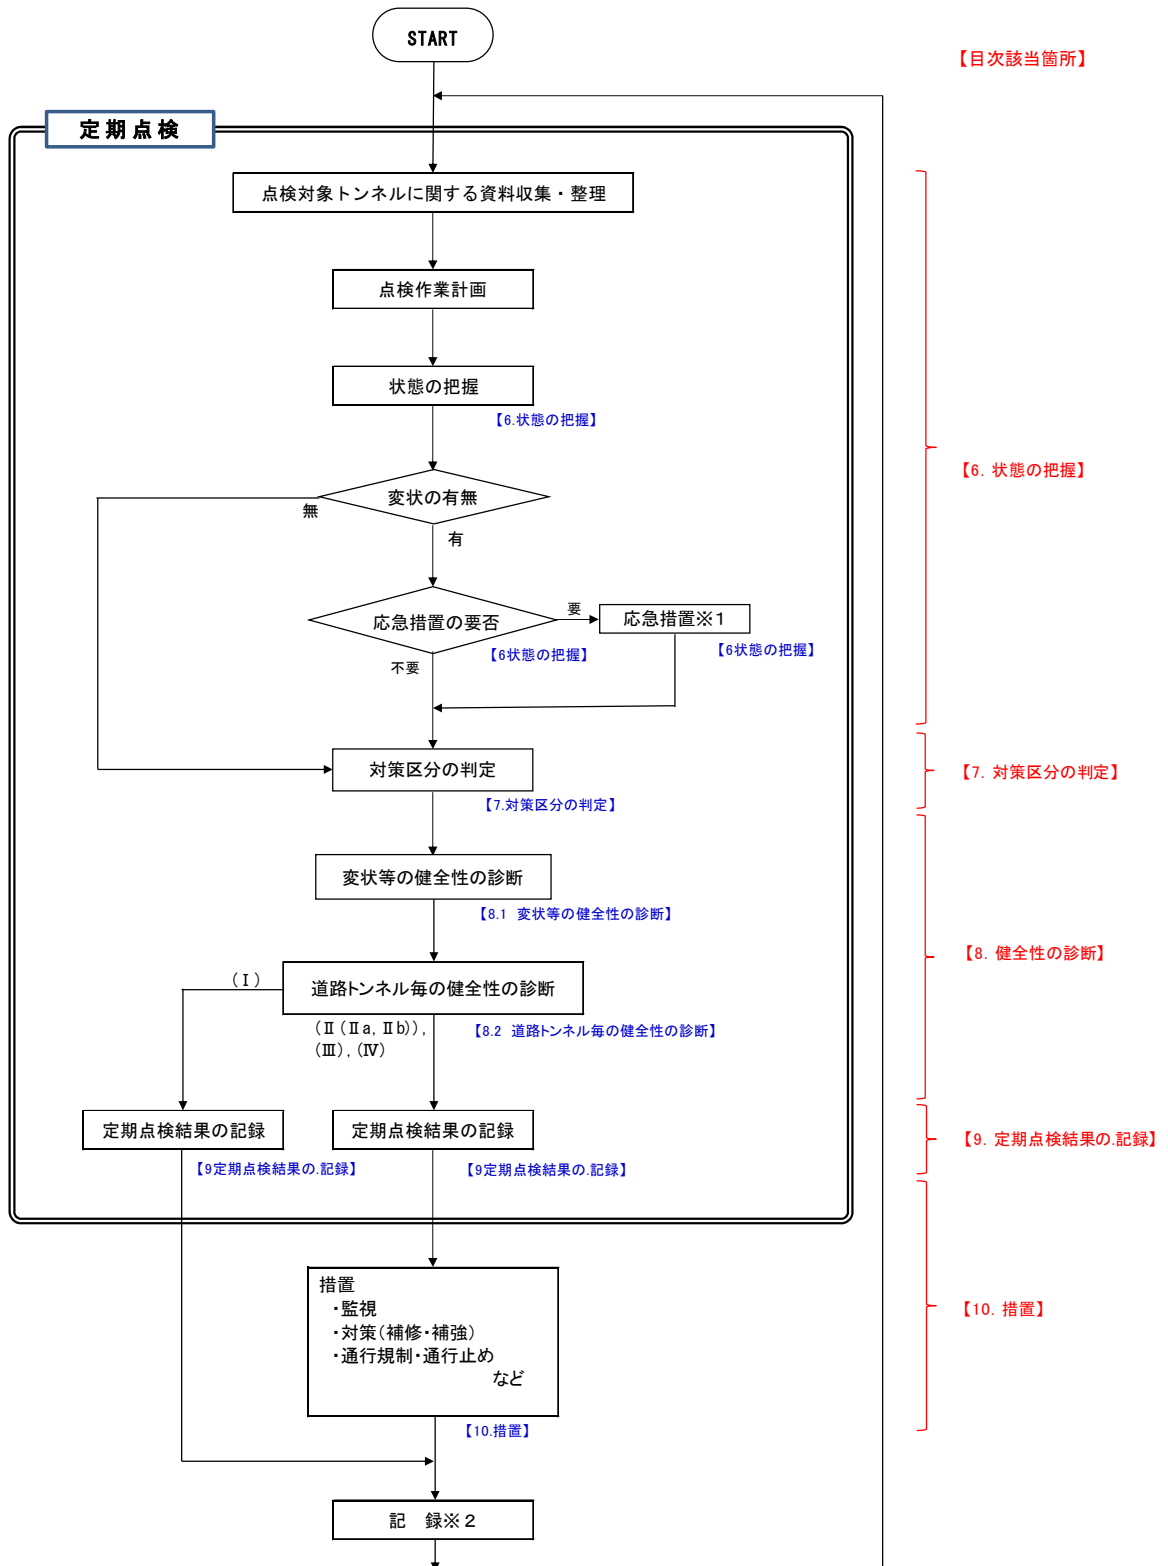 START
【目次該当箇所】
定期点検
点検対象トンネルに関する資料収集・整理
点検作業計画
状態の把握
【6.状態の把握】
変状の有無
【6. 状態の把握】
無
有
応急措置の要否
要
応急措置※1
【6状態の把握】
【6状態の把握】
不要
対策区分の判定
【7. 対策区分の判定】
【7.対策区分の判定】
変状等の健全性の診断
【8.1 変状等の健全性の診断】
【8. 健全性の診断】
(Ⅰ)
道路トンネル毎の健全性の診断
(Ⅱ(Ⅱa, Ⅱb)),
(Ⅲ), (Ⅳ)
【8.2 道路トンネル毎の健全性の診断】
定期点検結果の記録
定期点検結果の記録
【9. 定期点検結果の.記録】
【9定期点検結果の.記録】
【9定期点検結果の.記録】
措置
・監視
・対策(補修・補強)
・通行規制・通行止め
など
【10. 措置】
【10.措置】
記 録※2